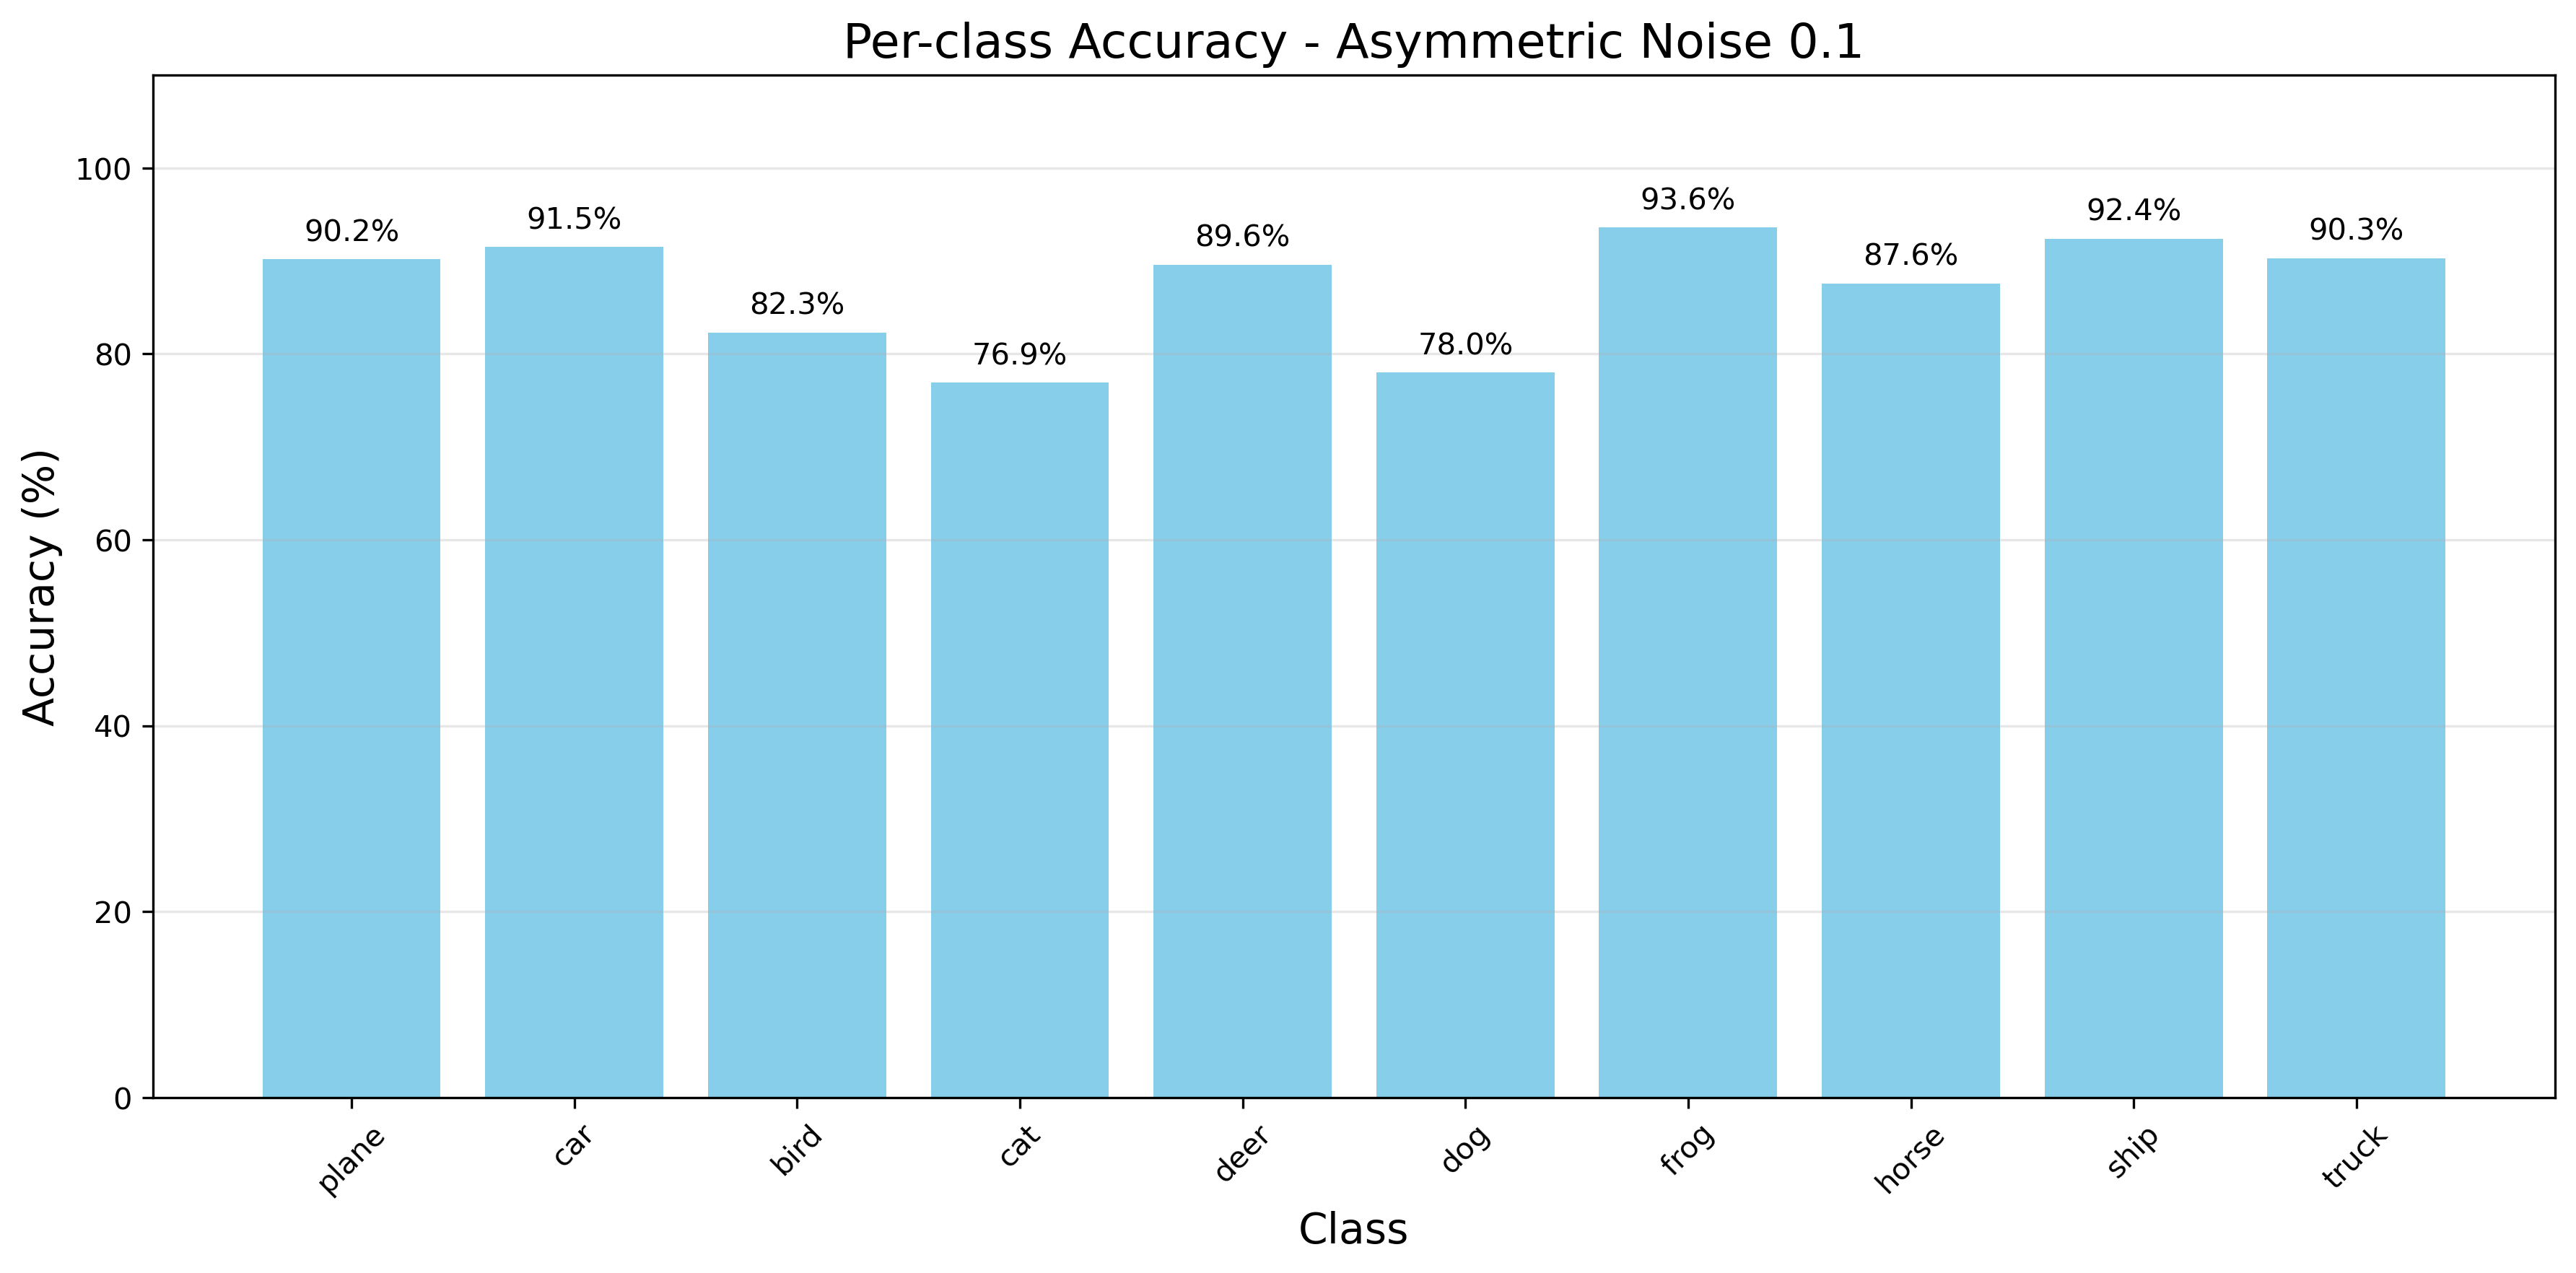 Per-class Accuracy - Asymmetric Noise 0.1
Accuracy (%)
100
80
60
40
20
0
90.2%
91.5%
82.3%
76.9%
89.6%
78.0%
93.6%
87.6%
92.4%
90.3%
plane
car
bird
cat
deer
dog
frog
horse
ship
truck
Class